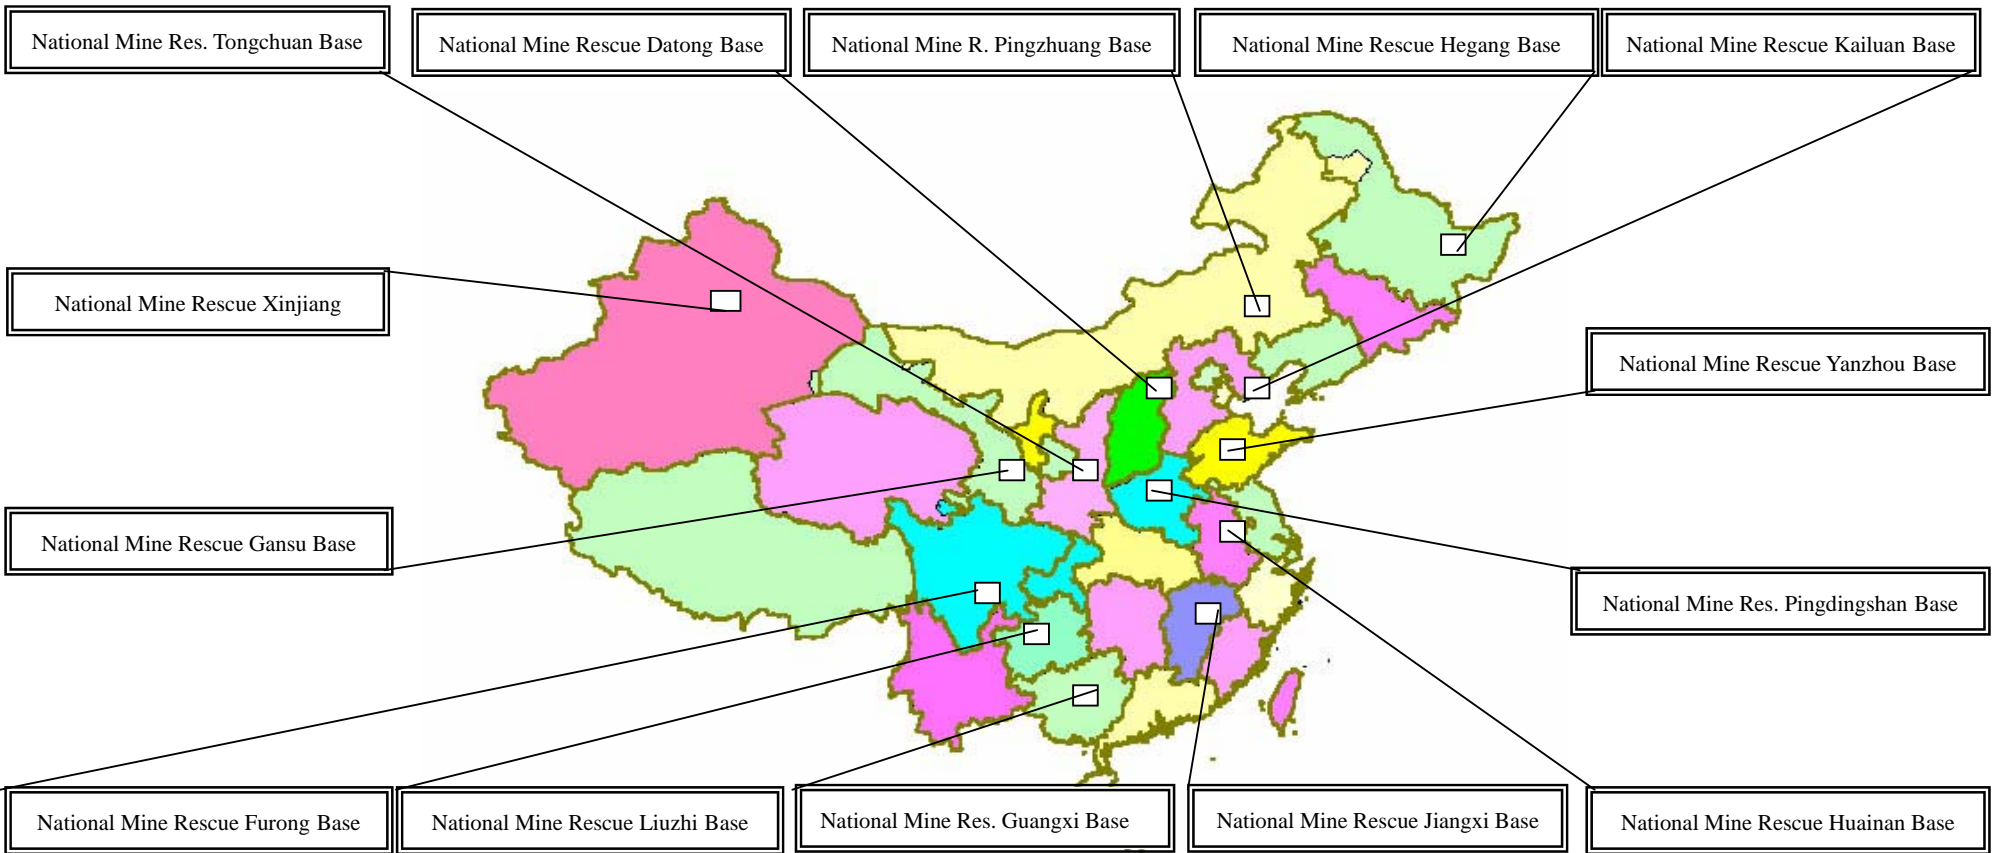 National Mine Res. Tongchuan Base
National Mine Rescue Datong Base
National Mine R. Pingzhuang Base
National Mine Rescue Hegang Base
National Mine Rescue Kailuan Base
National Mine Rescue Xinjiang
National Mine Rescue Yanzhou Base
National Mine Rescue Gansu Base
National Mine Res. Pingdingshan Base
National Mine Rescue Furong Base
National Mine Rescue Liuzhi Base
National Mine Res. Guangxi Base
National Mine Rescue Jiangxi Base
National Mine Rescue Huainan Base